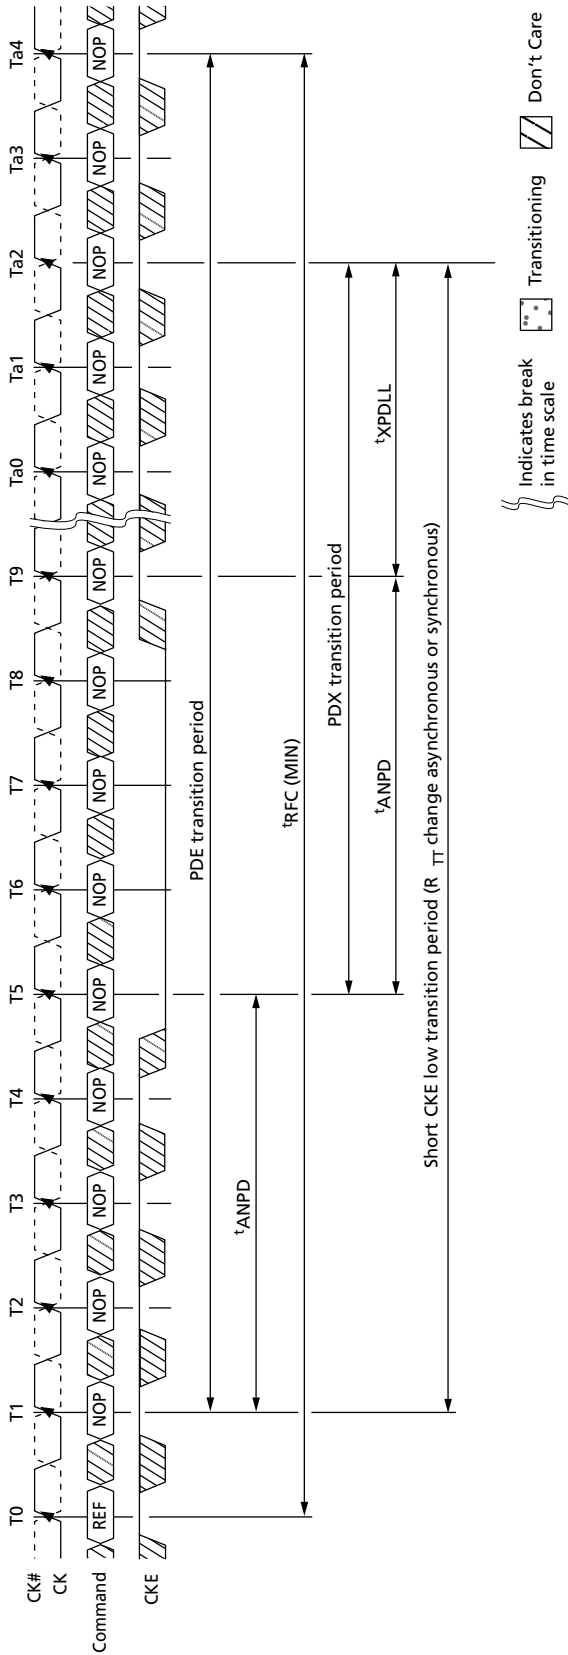 T0 T1 T2 T3 T4 T5 T6 T7 T8 T9 Ta0 Ta1 Ta2 Ta3 Ta4
CK#
CK
Command REF NOP NOP NOP NOP NOP NOP NOP NOP NOP NOP NOP NOP NOP NOP
CKE
PDE transition period
tANPD
tRFC (MIN)
PDX transition period
tANPD tXPDLL
Short CKE low transition period (R TT change asynchronous or synchronous)
Indicates break
in time scale
Transitioning
Don't Care